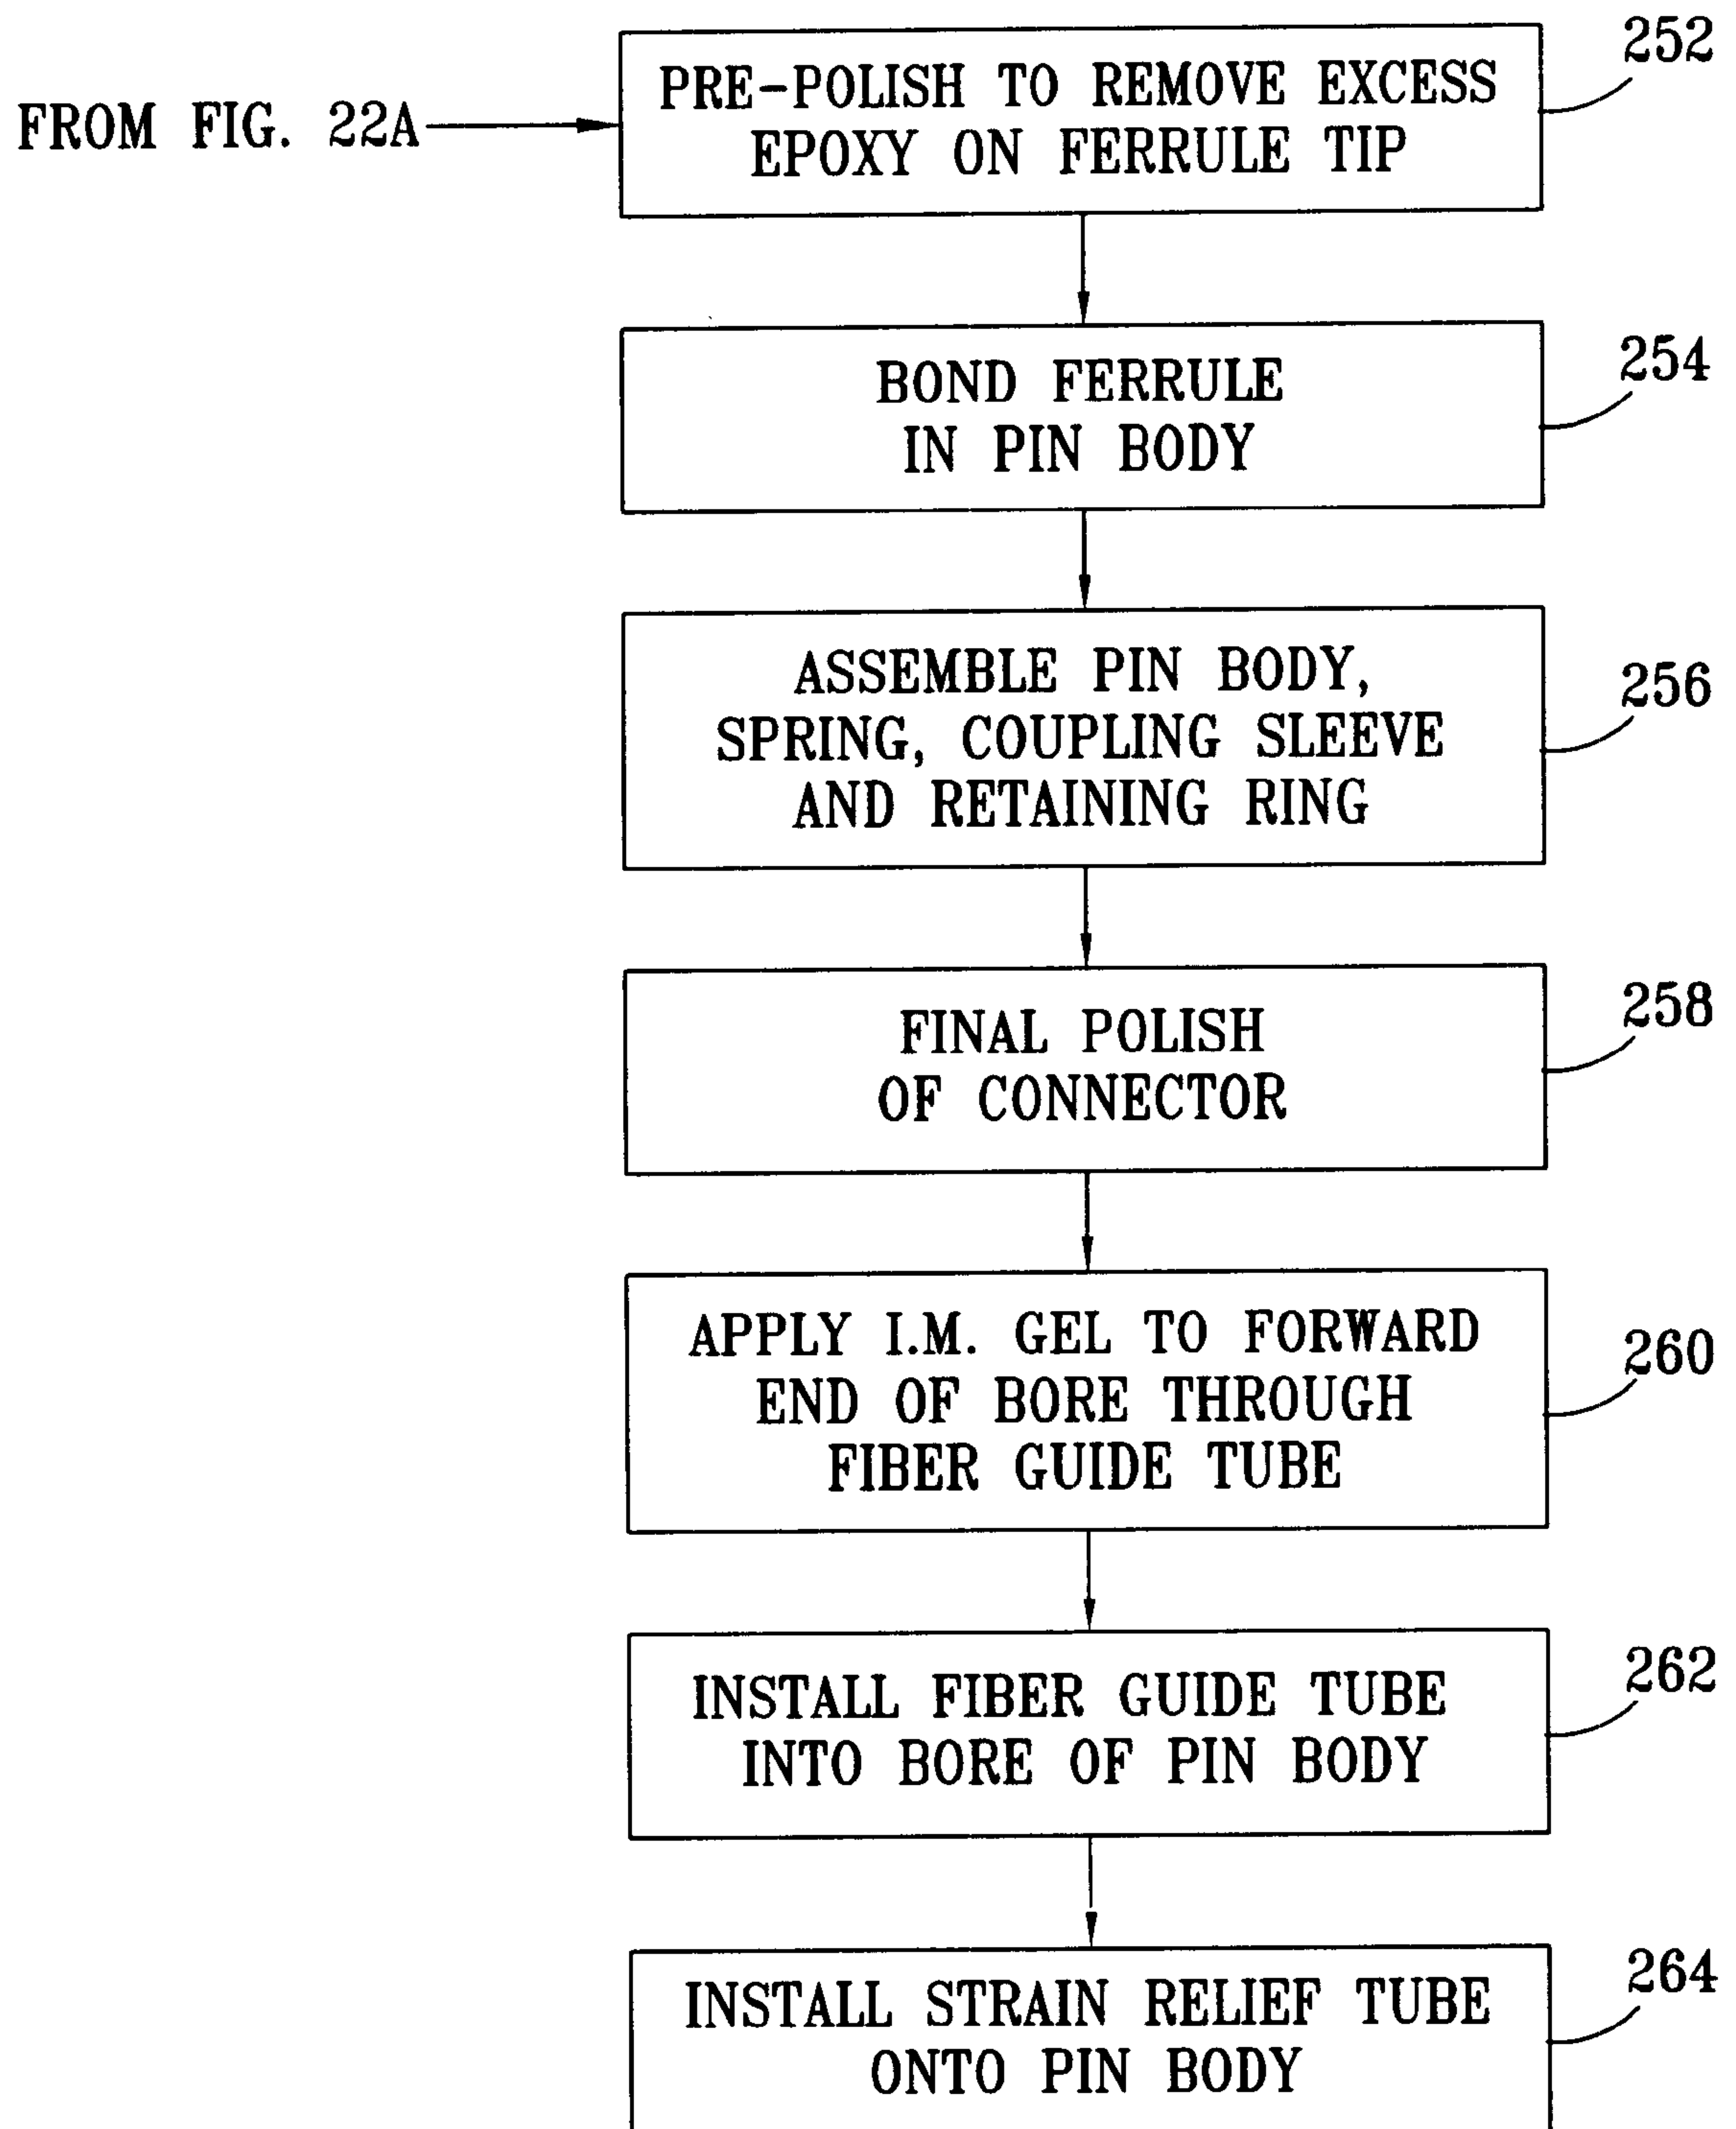 252
PRE-POLISH TO REMOVE EXCESS
EPOXY ON FERRULE TIP
FROM FIG. 22A
254
BOND FERRULE
IN PIN BODY
256
ASSEMBLE PIN BODY,
SPRING, COUPLING SLEEVE
AND RETAINING RING
258
FINAL POLISH
OF CONNECTOR
260
APPLY I.M. GEL TO FORWARD
END OF BORE THROUGH
FIBER GUIDE TUBE
262
INSTALL FIBER GUIDE TUBE
INTO BORE OF PIN BODY
264
INSTALL STRAIN RELIEF TUBE
ONTO PIN BODY